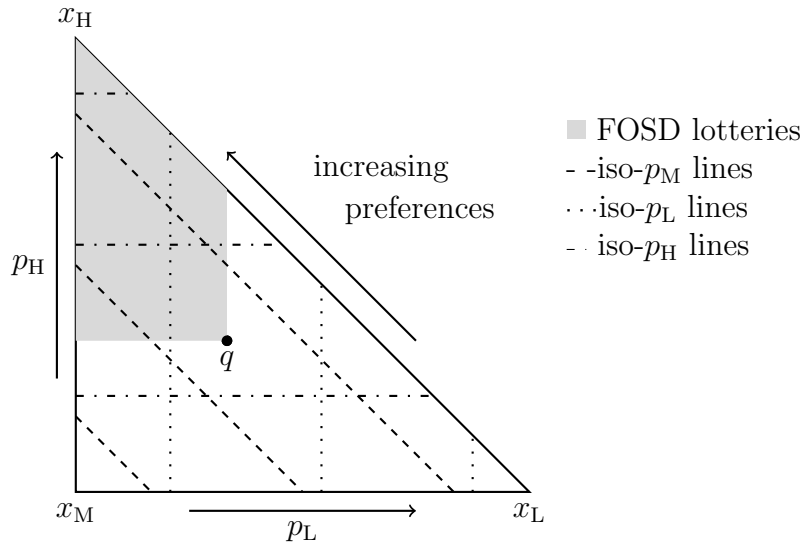 x_H
FOSD lotteries
iso-p_M lines
iso-p_L lines
iso-p_H lines
increasing
preferences
p_H
q
x_M
p_L
x_L